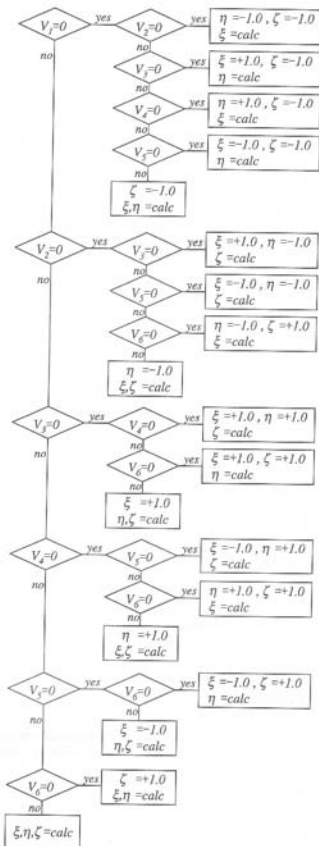 V1=0 yes V2=0 yes η =-1.0 , ζ =-1.0
ξ =calc
no no
V3=0 yes ξ =+1.0, ζ =-1.0
η =calc
no
V4=0 yes η =+1.0 , ζ =-1.0
ξ =calc
no
V5=0 yes ξ =-1.0 , ζ =-1.0
η =calc
no
ζ =-1.0
ξ,η =calc
V2=0 yes V3=0 yes ξ =+1.0 , η =-1.0
ζ =calc
no no
V5=0 yes ξ =-1.0 , η =-1.0
ζ =calc
no
V6=0 yes η =-1.0 , ζ =+1.0
ξ =calc
no
η =-1.0
ξ,ζ =calc
V3=0 yes V4=0 yes ξ =+1.0 , η =+1.0
ζ =calc
no no
V6=0 yes ξ =+1.0 , ζ =+1.0
η =calc
no
ξ =+1.0
η,ζ =calc
V4=0 yes V5=0 yes ξ =-1.0 , η =+1.0
ζ =calc
no no
V6=0 yes η =+1.0 , ζ =+1.0
ξ =calc
no
η =+1.0
ξ,ζ =calc
V5=0 yes V6=0 yes ξ =-1.0 , ζ =+1.0
η =calc
no no
ξ =-1.0
η,ζ =calc
V6=0 yes ζ =+1.0
ξ,η =calc
no
ξ,η,ζ =calc